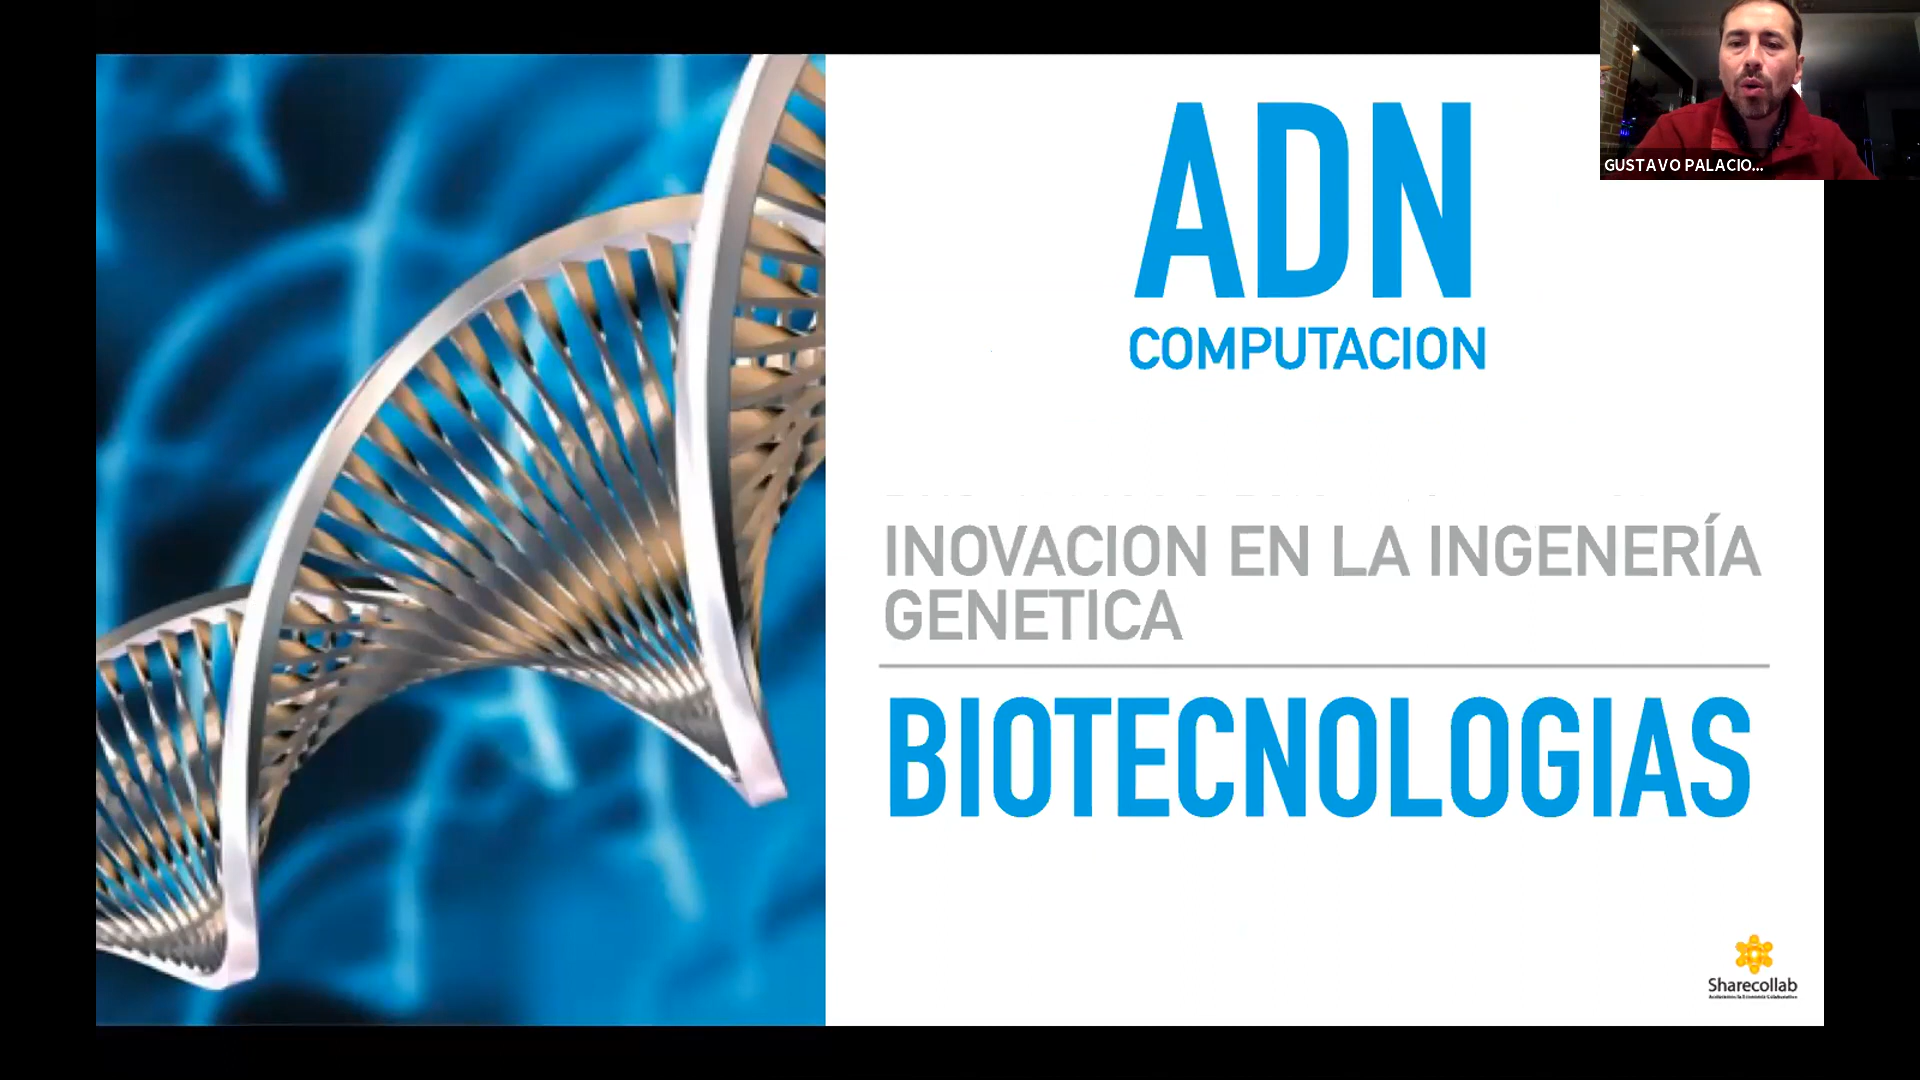 ADN
COMPUTACION
INOVACION EN LA INGENERÍA
GENETICA
BIOTECNOLOGIAS
GUSTAVO PALACIO...
Sharecollab